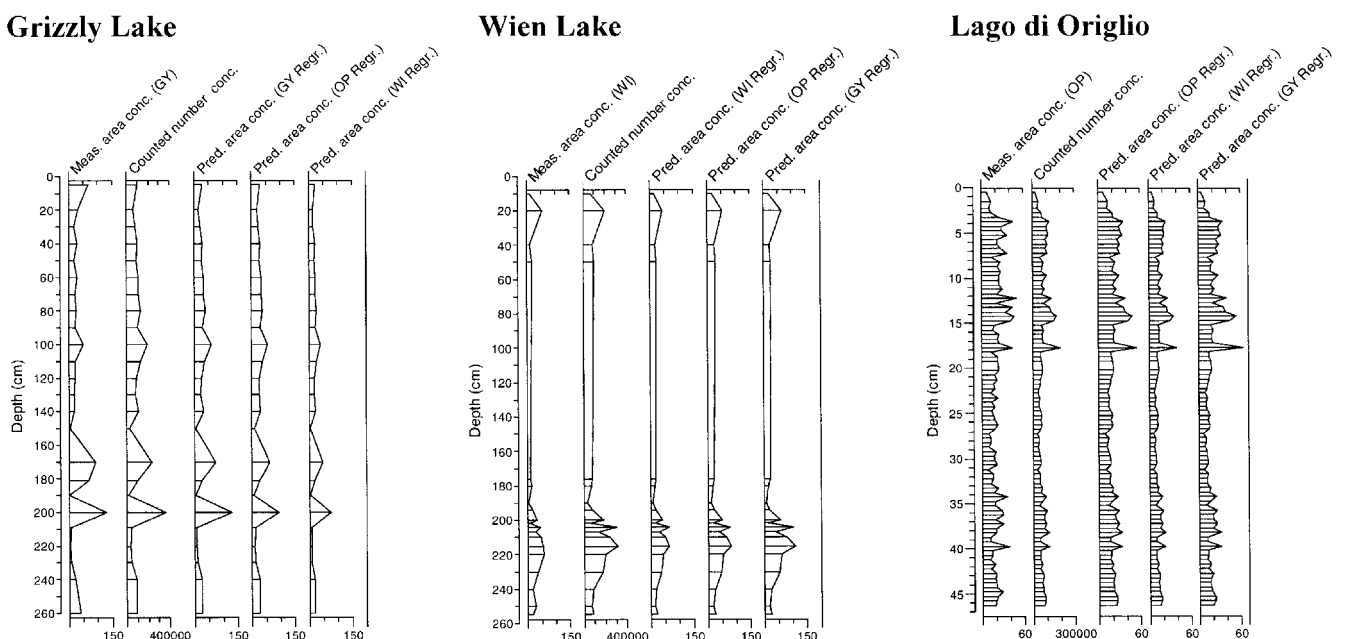 Grizzly Lake
Wien Lake
Lago di Origlio
Meas. area conc. (GY)
Counted number conc.
Pred. area conc. (GY Regr.)
Pred. area conc. (OP Regr.)
Pred. area conc. (WI Regr.)
Meas. area conc. (WI)
Counted number conc.
Pred. area conc. (WI Regr.)
Pred. area conc. (OP Regr.)
Pred. area conc. (GY Regr.)
Meas. area conc. (OP)
Counted number conc.
Pred. area conc. (OP Regr.)
Pred. area conc. (WI Regr.)
Pred. area conc. (GY Regr.)
Depth (cm)
0
20
40
60
80
100
120
140
160
180
200
220
240
260
150
400000
150
150
150
Depth (cm)
0
20
40
60
80
100
120
140
160
180
200
220
240
260
150
400000
150
150
150
Depth (cm)
0
5
10
15
20
25
30
35
40
45
60
300000
60
60
60